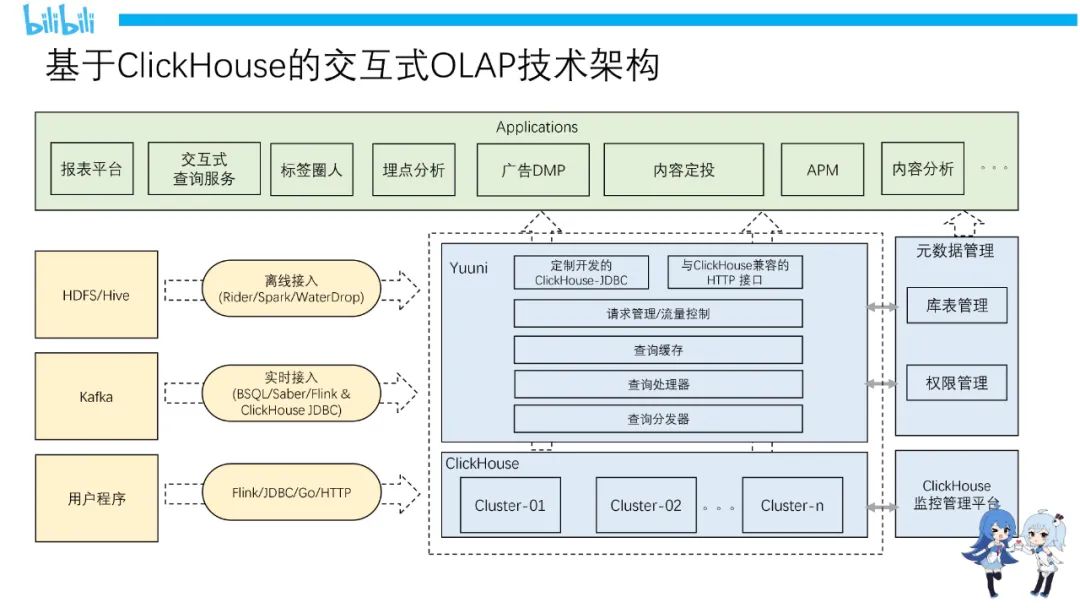 bilibili
基于ClickHouse的交互式OLAP技术架构
Applications
报表平台
交互式
查询服务
标签圈人
埋点分析
广告DMP
内容定投
APM
内容分析
。。。
HDFS/Hive
离线接入
(Rider/Spark/WaterDrop)
Kafka
实时接入
(BSQL/Saber/Flink &
ClickHouse JDBC)
用户程序
Flink/JDBC/Go/HTTP
Yuuni
定制开发的
ClickHouse-JDBC
与ClickHouse兼容的
HTTP 接口
请求管理/流量控制
查询缓存
查询处理器
查询分发器
ClickHouse
Cluster-01
Cluster-02
。。。
Cluster-n
元数据管理
库表管理
权限管理
ClickHouse
监控管理平台